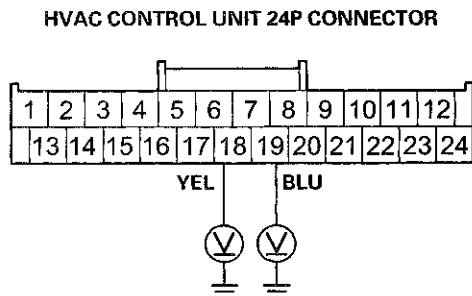 HVAC CONTROL UNIT 24P CONNECTOR
1 2 3 4 5 6 7 8 9 10 11 12
13 14 15 16 17 18 19 20 21 22 23 24
YEL BLU
V V